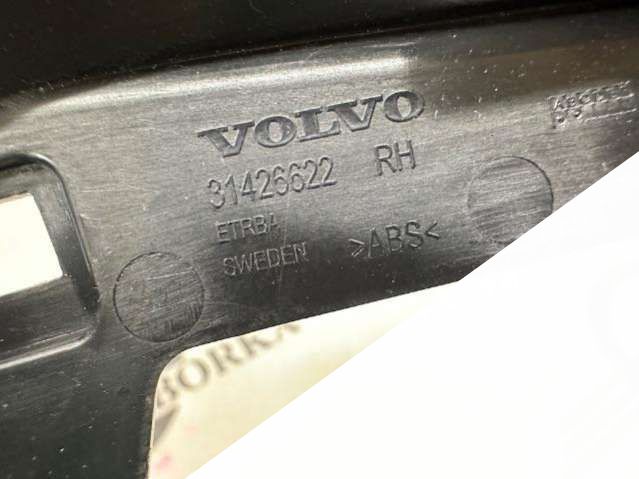 VOLVO
31426622 RH
ETRBA
SWEDEN >ABS<